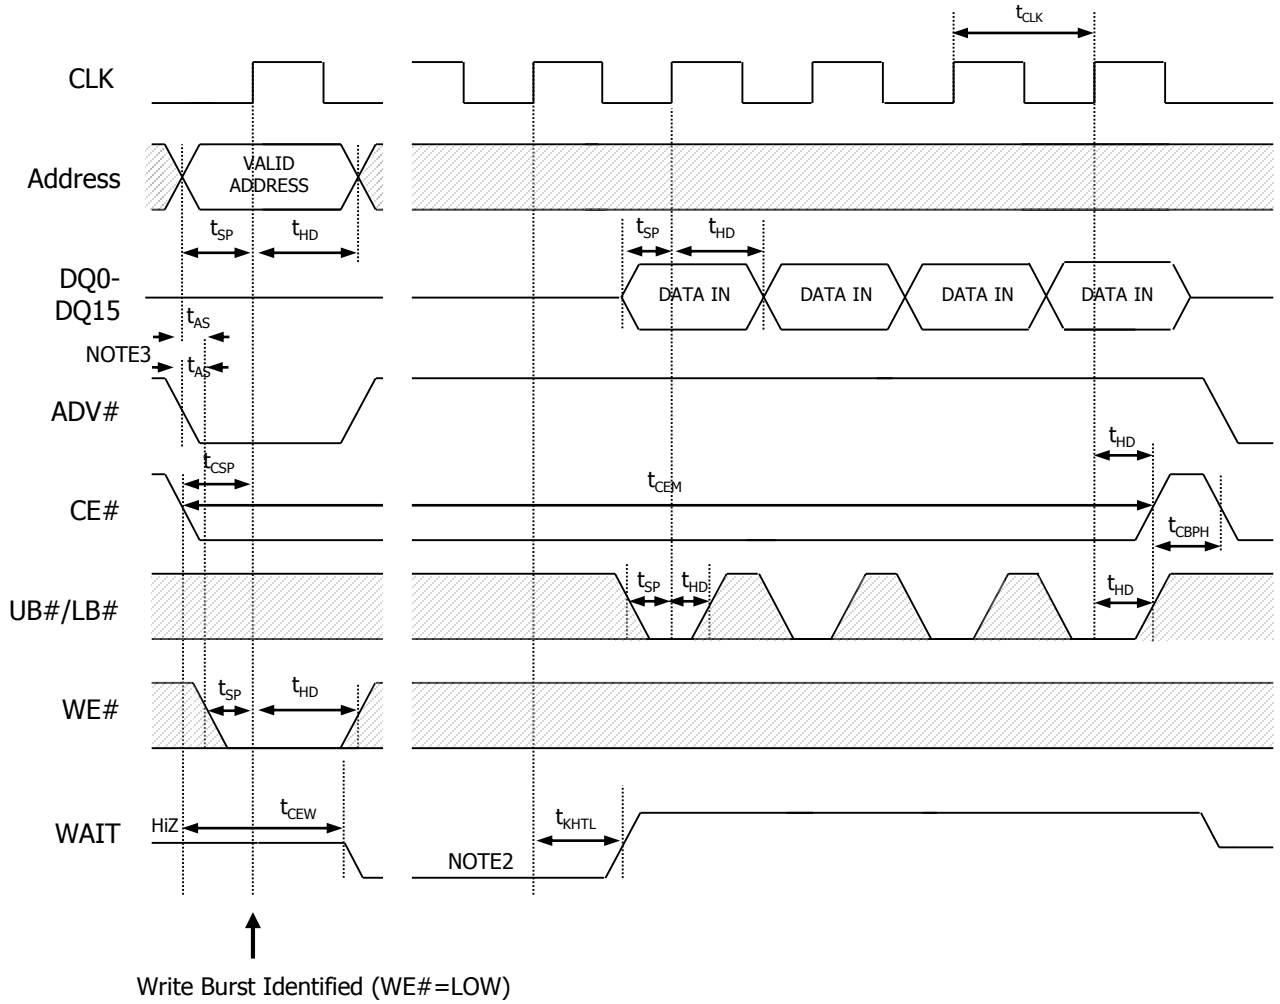 tCLK
CLK
Address
VALID
ADDRESS
tSP
tHD
tSP
tHD
DQ0-
DQ15
DATA IN
DATA IN
DATA IN
DATA IN
tAS
NOTE3
tAS
ADV#
tHD
tCSP
tCEM
CE#
tCBPH
UB#/LB#
tSP
tHD
tHD
WE#
tSP
tHD
WAIT
HiZ
tCEW
tKHTL
NOTE2
Write Burst Identified (WE#=LOW)